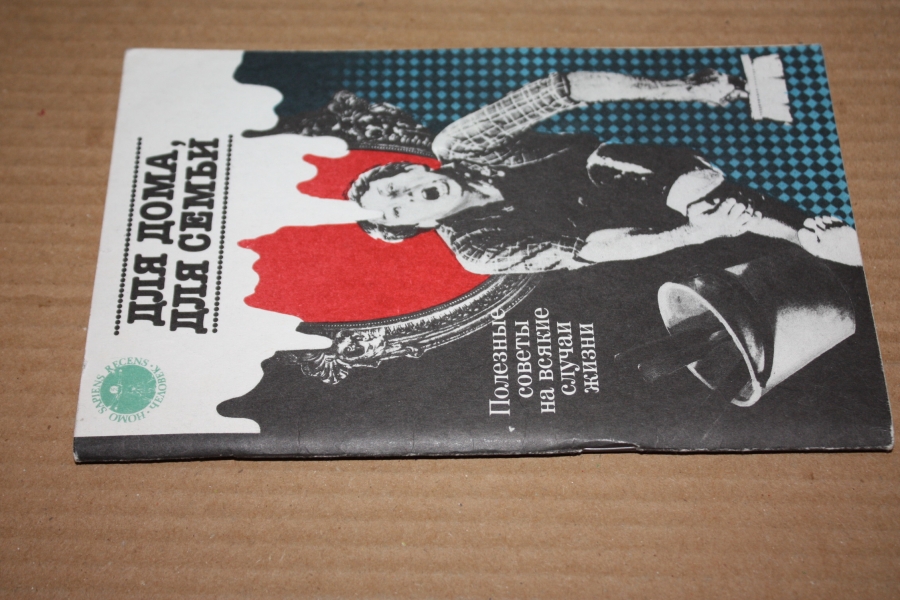 ДЛЯ ДОМА,
ДЛЯ СЕМЬИ
HOMO SAPIENS RECENS · ЧЕЛОВЕК ·
Полезные
советы
на всякие
случаи
жизни